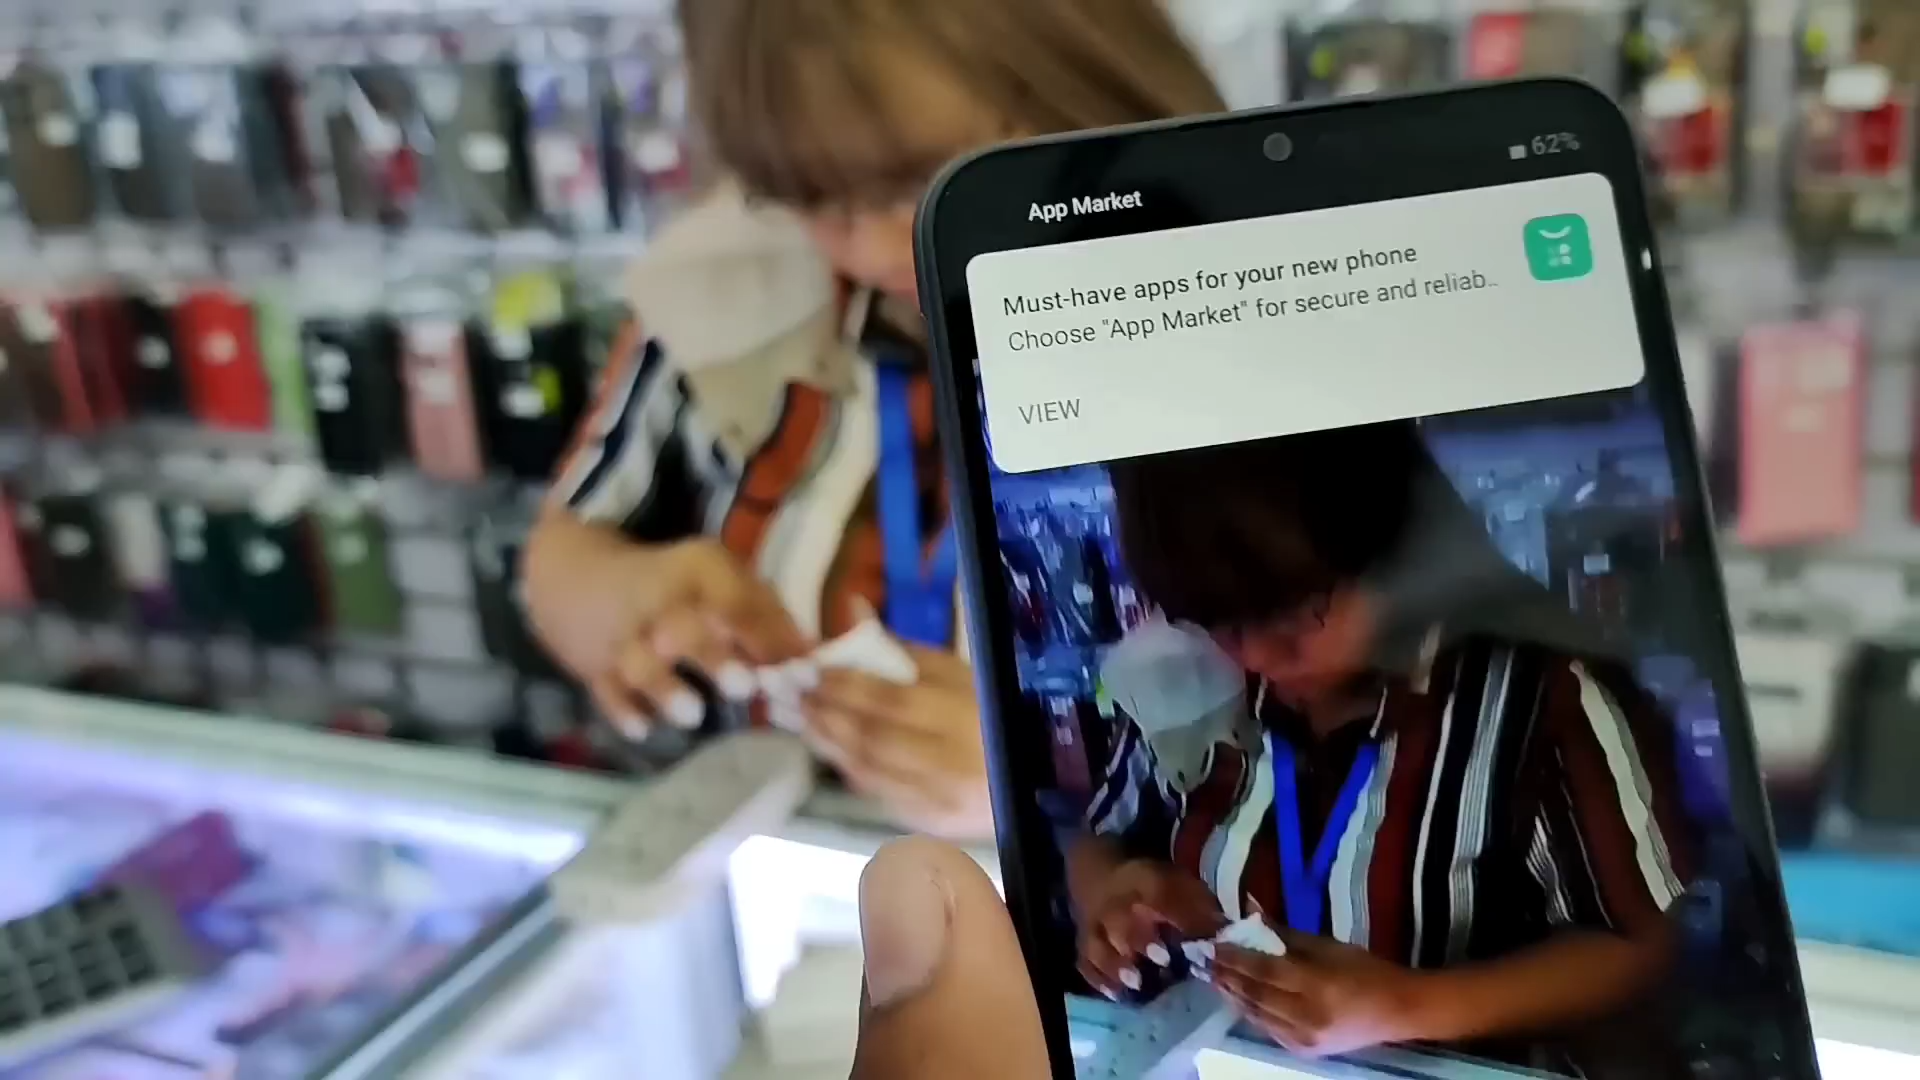 62%
App Market
Must-have apps for your new phone
Choose "App Market" for secure and reliab..
VIEW